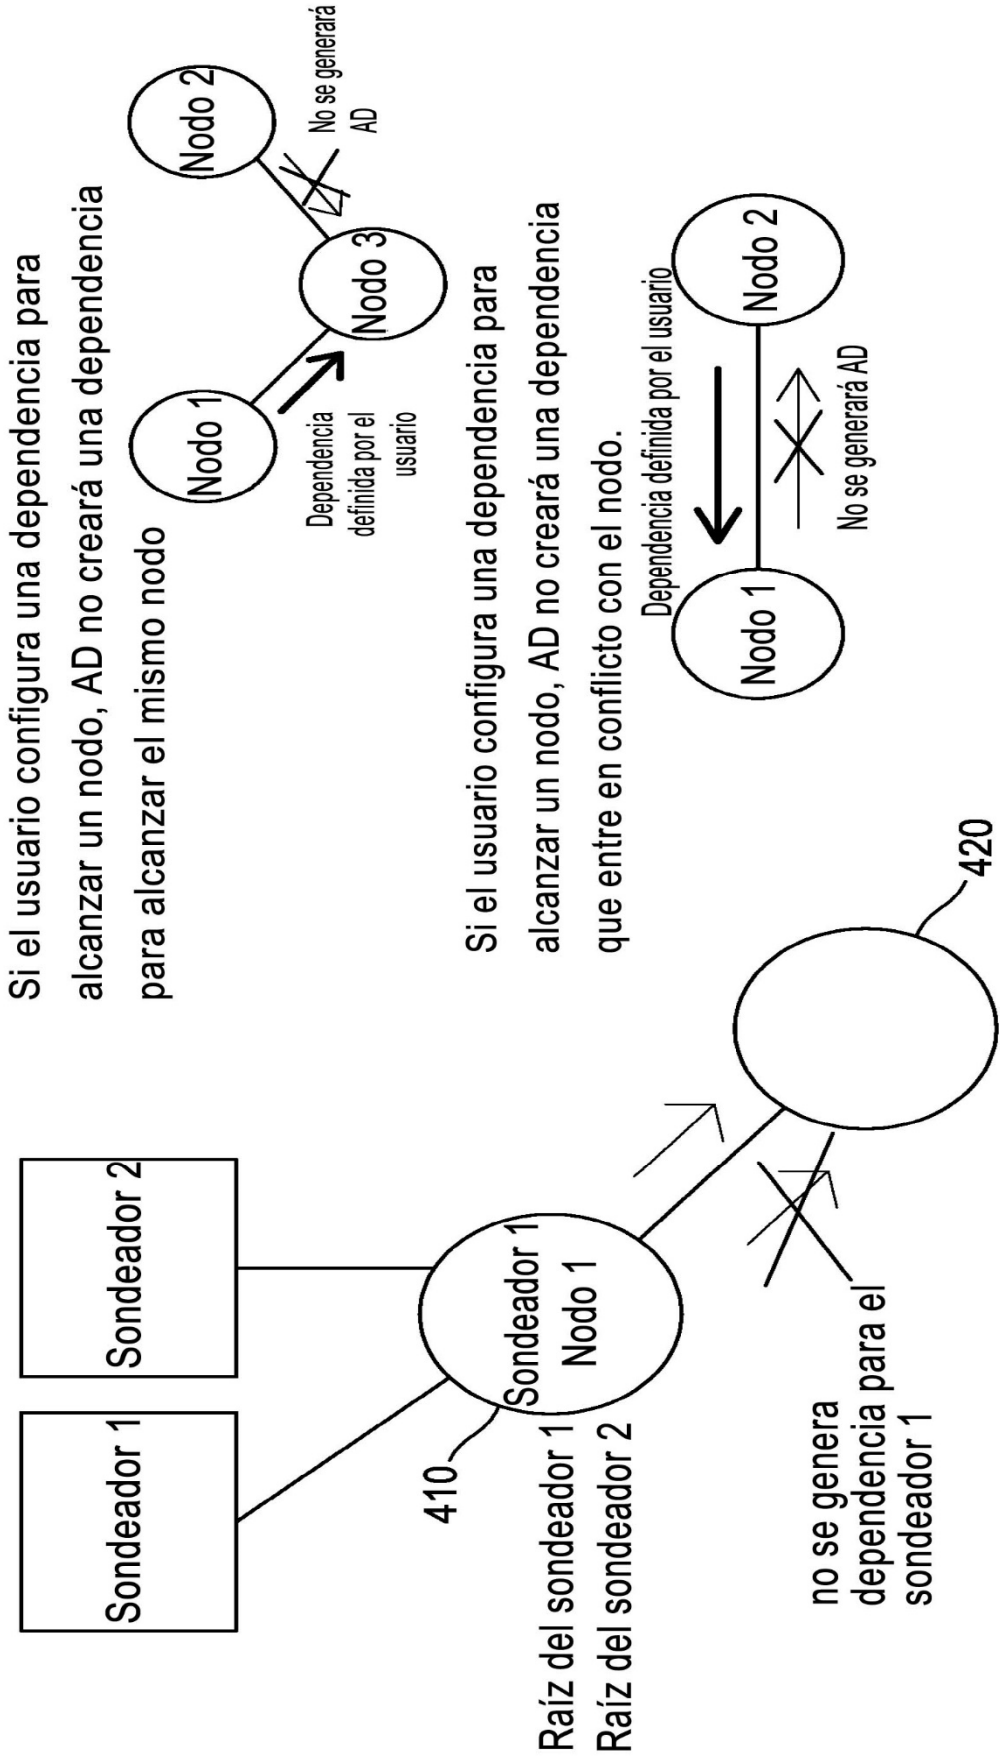 Sondeador 1
Sondeador 2
410
Sondeador 1
Nodo 1
Raíz del sondeador 1
Raíz del sondeador 2
no se genera
dependencia para el
sondeador 1
420
Si el usuario configura una dependencia para
alcanzar un nodo, AD no creará una dependencia
para alcanzar el mismo nodo
Nodo 1
Nodo 2
Nodo 3
Dependencia
definida por el
usuario
No se generará
AD
Si el usuario configura una dependencia para
alcanzar un nodo, AD no creará una dependencia
que entre en conflicto con el nodo.
Dependencia definida por el usuario
Nodo 1
Nodo 2
No se generará AD